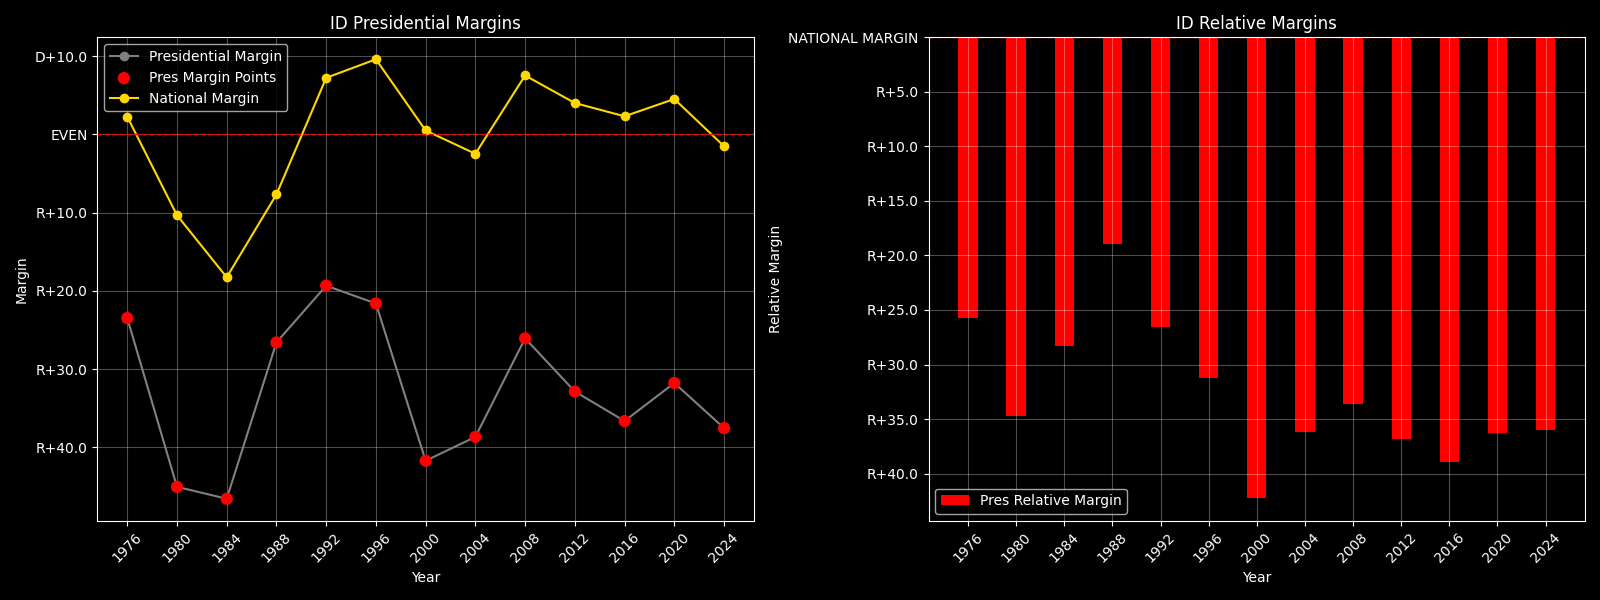 ID Presidential Margins
Presidential Margin
Pres Margin Points
National Margin
D+10.0
EVEN
R+10.0
R+20.0
R+30.0
R+40.0
Margin
1976
1980
1984
1988
1992
1996
2000
2004
2008
2012
2016
2020
2024
Year
ID Relative Margins
NATIONAL MARGIN
R+5.0
R+10.0
R+15.0
R+20.0
R+25.0
R+30.0
R+35.0
R+40.0
Relative Margin
Pres Relative Margin
1976
1980
1984
1988
1992
1996
2000
2004
2008
2012
2016
2020
2024
Year